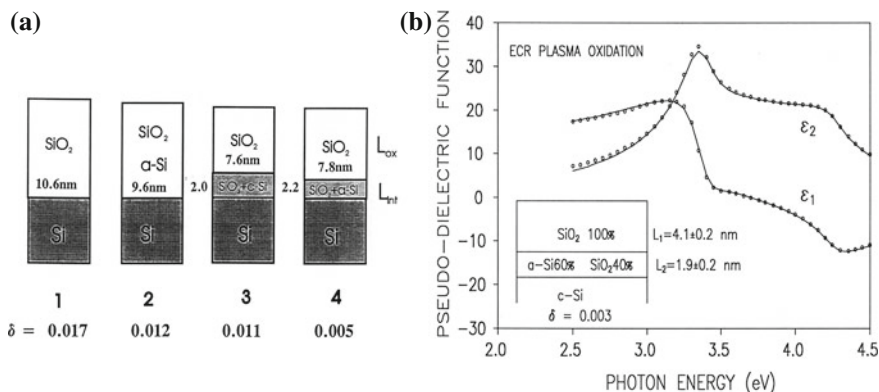 (a)
SiO₂
10.6nm
Si
1
SiO₂
a-Si
9.6nm
Si
2
SiO₂
7.6nm
2.0
SiO₂+c-Si
Si
3
SiO₂
7.8nm
2.2
SiO₂+a-Si
Si
4
L_ox
L_int
δ = 0.017 0.012 0.011 0.005
(b)
PSEUDO-DIELECTRIC FUNCTION
40
30
20
10
0
-10
-20
-30
ECR PLASMA OXIDATION
ε₂
ε₁
SiO₂ 100%
L₁=4.1±0.2 nm
a-Si60% SiO₂40%
L₂=1.9±0.2 nm
c-Si
δ = 0.003
2.0 2.5 3.0 3.5 4.0 4.5
PHOTON ENERGY (eV)